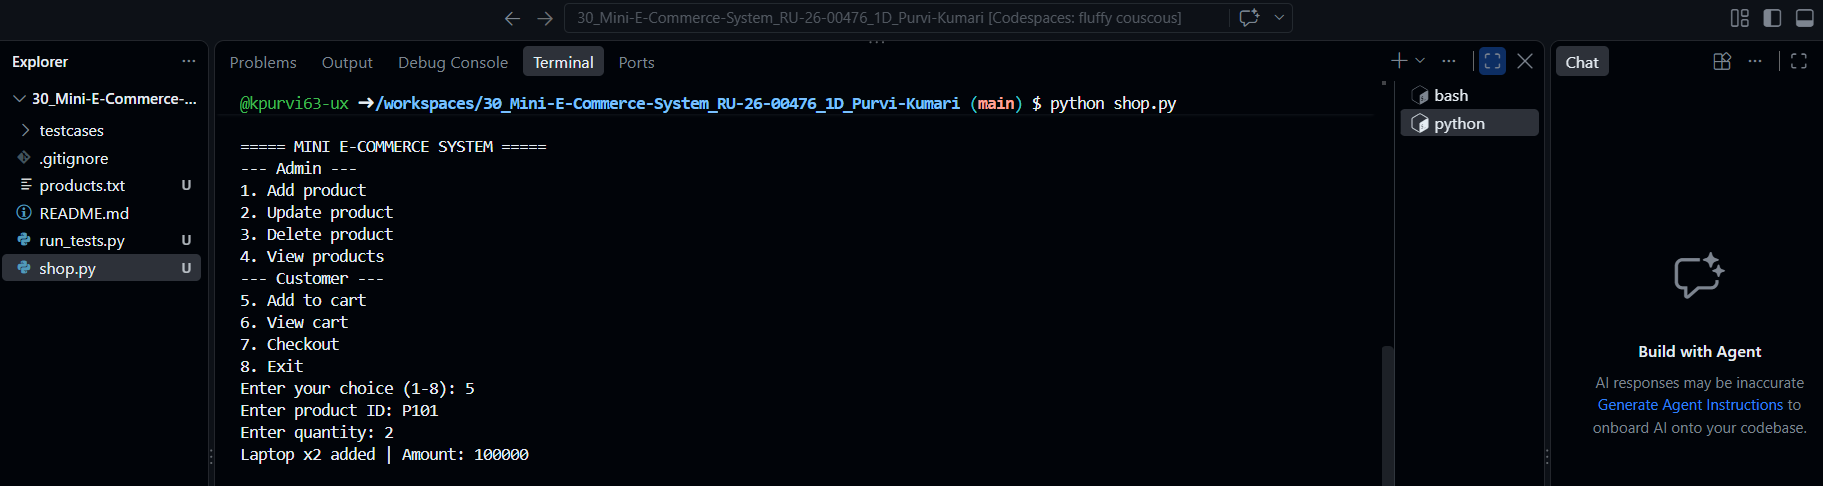 30_Mini-E-Commerce-System_RU-26-00476_1D_Purvi-Kumari [Codespaces: fluffy couscous]
Explorer
30_Mini-E-Commerce-...
testcases
.gitignore
products.txt U
README.md
run_tests.py U
shop.py U
Problems Output Debug Console Terminal Ports
@kpurvi63-ux ➜/workspaces/30_Mini-E-Commerce-System_RU-26-00476_1D_Purvi-Kumari (main) $ python shop.py
===== MINI E-COMMERCE SYSTEM =====
--- Admin ---
1. Add product
2. Update product
3. Delete product
4. View products
--- Customer ---
5. Add to cart
6. View cart
7. Checkout
8. Exit
Enter your choice (1-8): 5
Enter product ID: P101
Enter quantity: 2
Laptop x2 added | Amount: 100000
bash
python
Chat
Build with Agent
AI responses may be inaccurate
Generate Agent Instructions to
onboard AI onto your codebase.